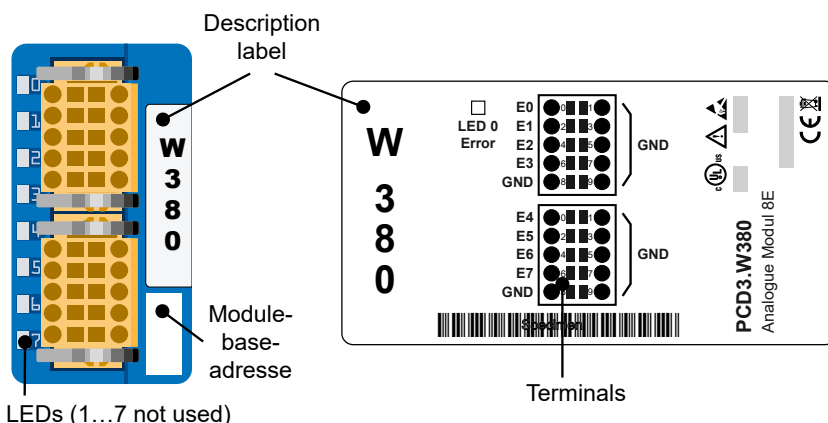 Description
label
0
1
2
3
4
5
6
7
W
3
8
0
Module-
base-
adresse
LEDs (1…7 not used)
W
3
8
0
LED 0
Error
E0
E1
E2
E3
GND
0 1
2 3
4 5
6 7
8 9
GND
E4
E5
E6
E7
GND
0 1
2 3
4 5
6 7
9
GND
Specimen
Terminals
PCD3.W380
Analogue Modul 8E
c UL us
CE